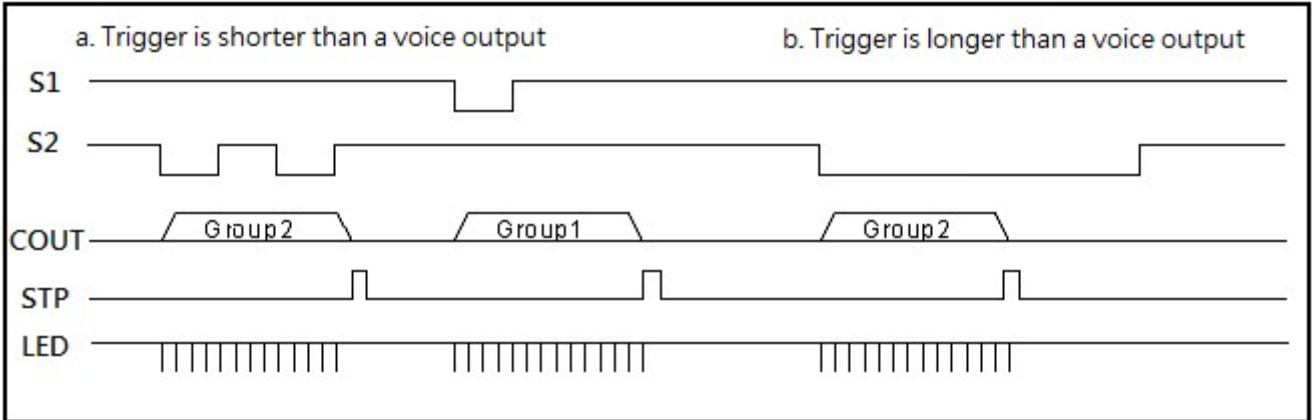 a. Trigger is shorter than a voice output
b. Trigger is longer than a voice output
S1
S2
COUT
Group2
Group1
Group2
STP
LED